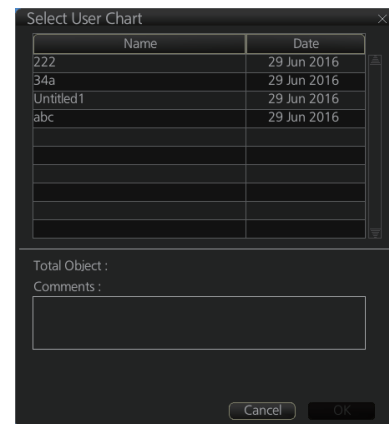 Select User Chart
Name Date
222 29 Jun 2016
34a 29 Jun 2016
Untitled1 29 Jun 2016
abc 29 Jun 2016
Total Object :
Comments :
Cancel OK